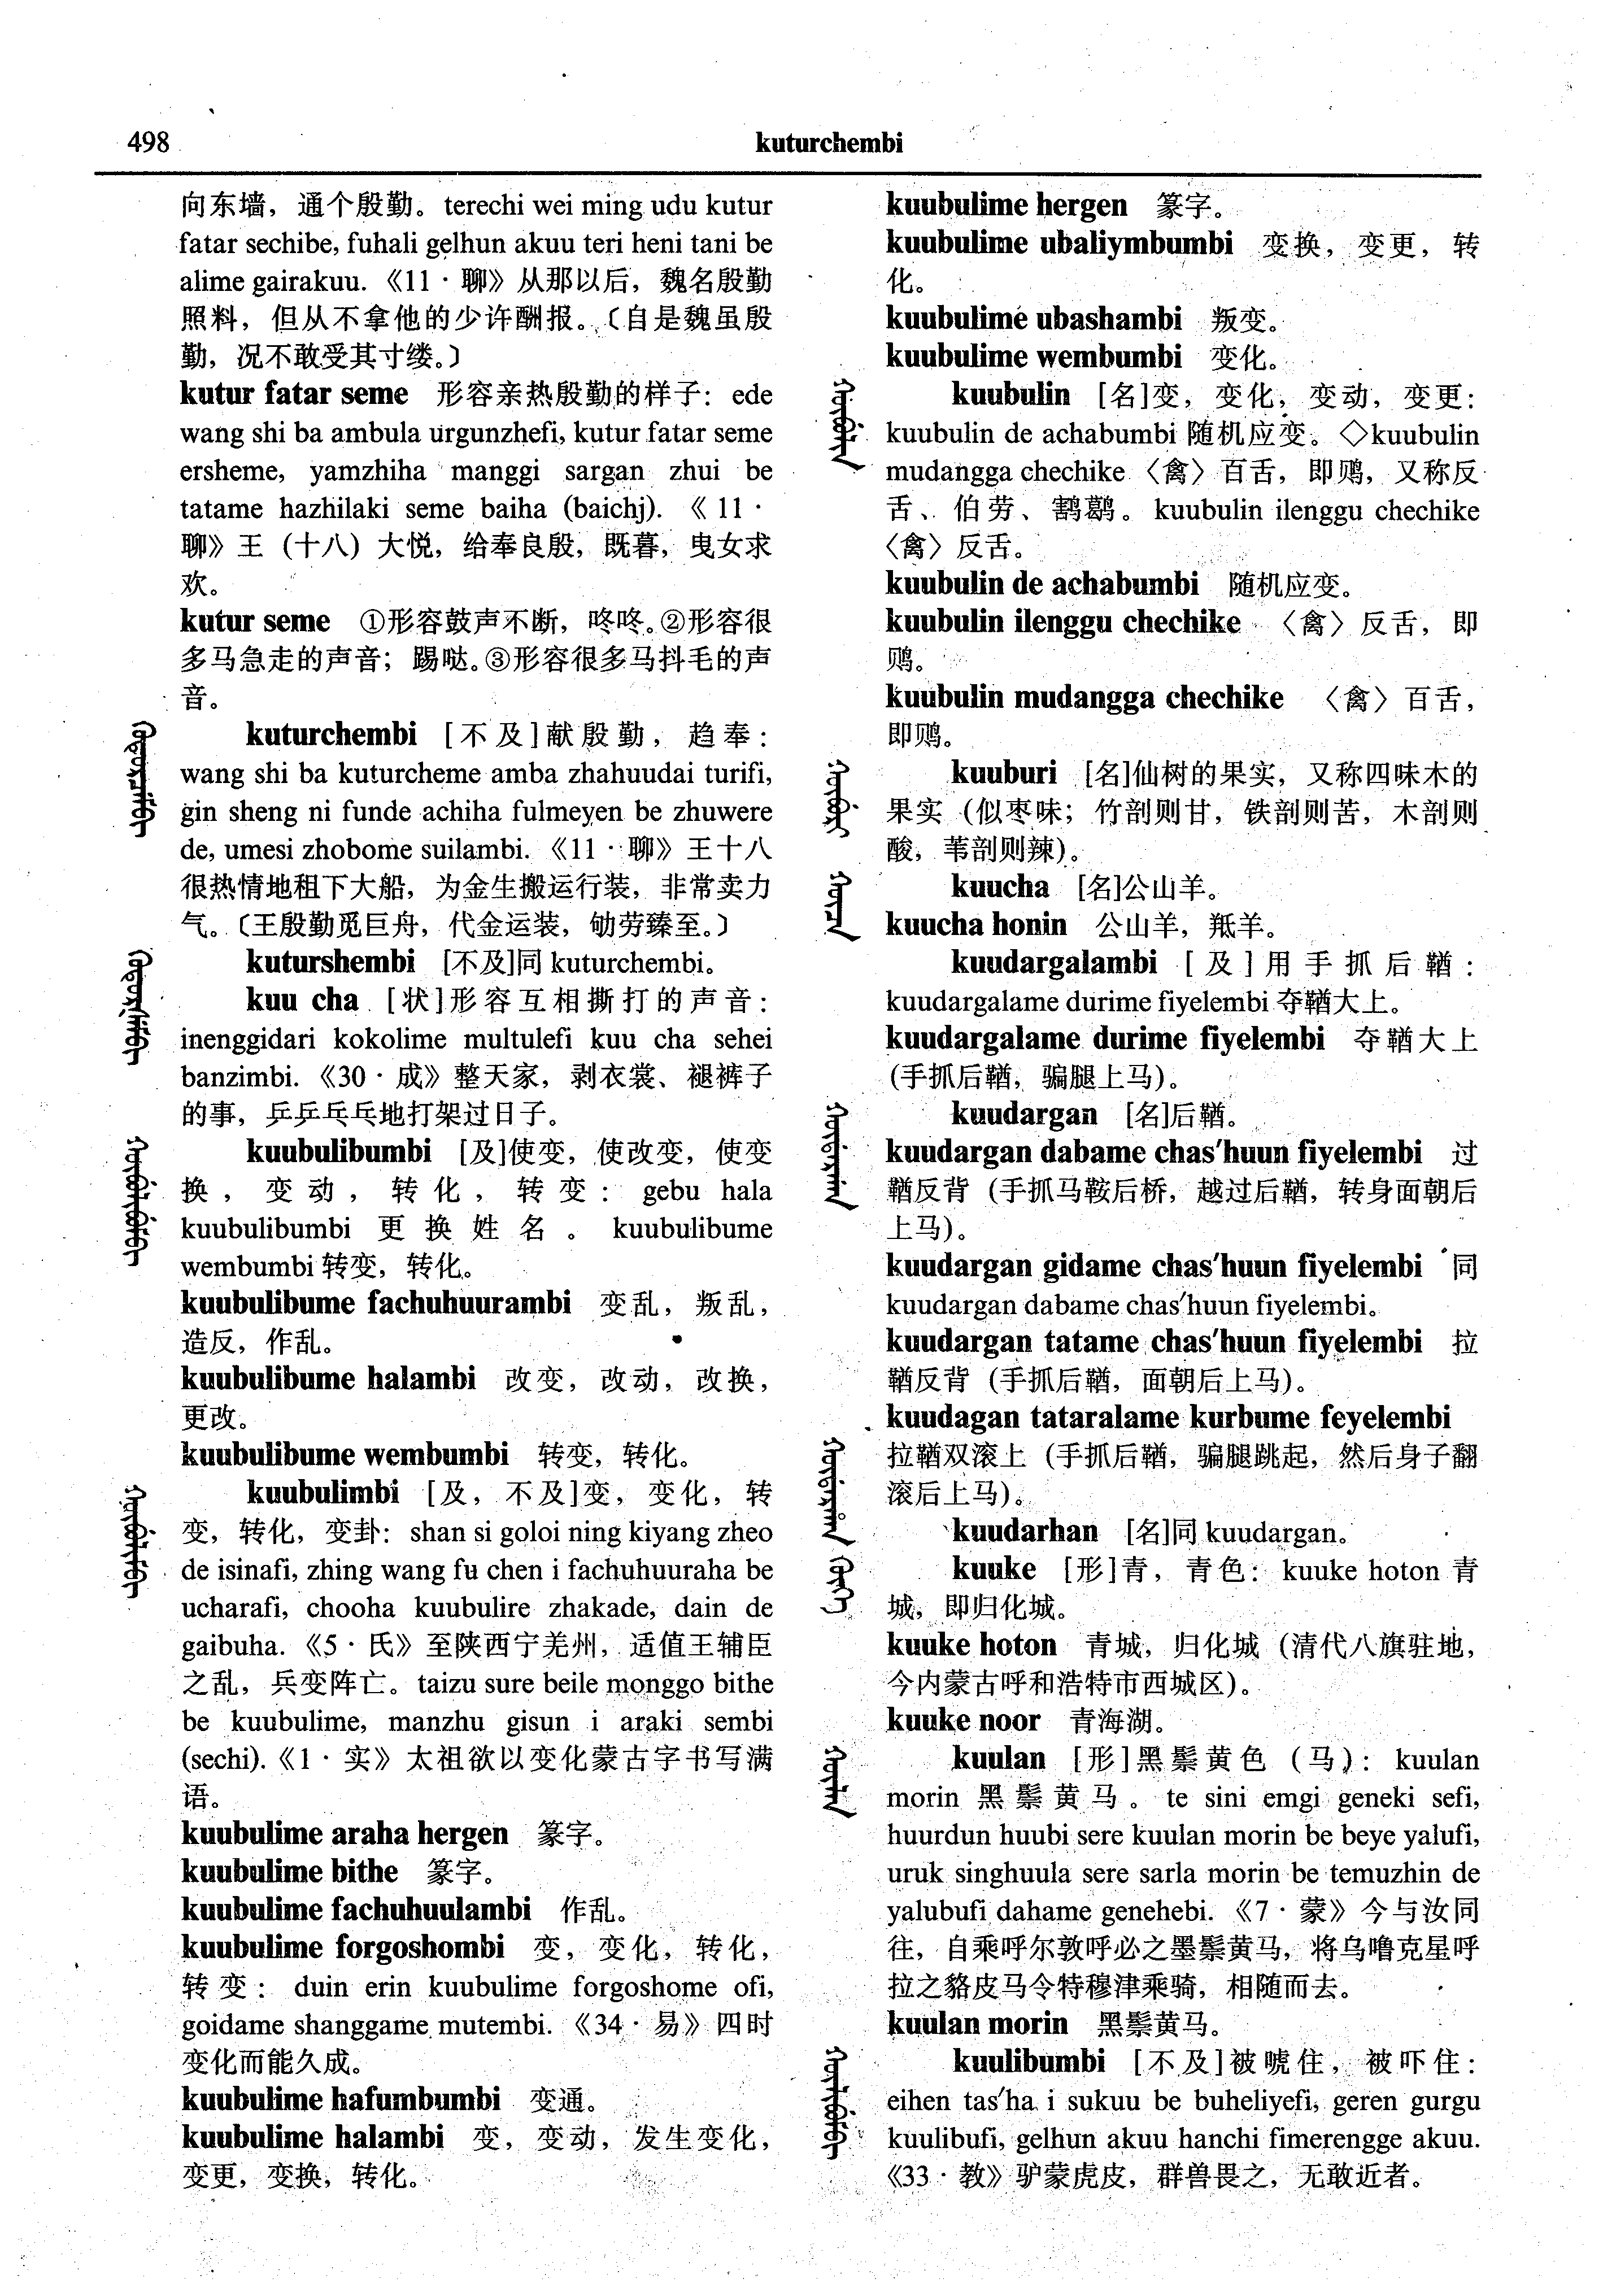 498
kuturchembi
向东墙，通个殷勤。terechi wei ming udu kutur
fatar sechibe, fuhali gelhun akuu teri heni tani be
alime gairakuu.《11·聊》从那以后，魏名殷勤
照料，但从不拿他的少许酬报。〔自是魏虽殷
勤，况不敢受其寸缕。〕
kutur fatar seme 形容亲热殷勤的样子：ede
wang shi ba ambula urgunzhefi, kutur fatar seme
ersheme, yamzhiha manggi sargan zhui be
tatame hazhilaki seme baiha (baichj).《11·
聊》王（十八）大悦，给奉良殷，既暮，曳女求
欢。
kutur seme ①形容鼓声不断，咚咚。②形容很
多马急走的声音；踢哒。③形容很多马抖毛的声
音。
kuturchembi [不及]献殷勤，趋奉：
wang shi ba kuturcheme amba zhahuudai turifi,
gin sheng ni funde achiha fulmeyen be zhuwere
de, umesi zhobome suilambi.《11·聊》王十八
很热情地租下大船，为金生搬运行装，非常卖力
气。〔王殷勤觅巨舟，代金运装，劬劳臻至。〕
kuturshembi [不及]同 kuturchembi。
kuu cha [状]形容互相撕打的声音：
inenggidari kokolime multulefi kuu cha sehei
banzimbi.《30·成》整天家，剥衣裳、褪裤子
的事，乒乒乓乓地打架过日子。
kuubulibumbi [及]使变，使改变，使变
换，变动，转化，转变：gebu hala
kuubulibumbi 更换姓名。kuubulibume
wembumbi 转变，转化。
kuubulibume fachuhuurambi 变乱，叛乱，
造反，作乱。
kuubulibume halambi 改变，改动，改换，
更改。
kuubulibume wembumbi 转变，转化。
kuubulimbi [及，不及]变，变化，转
变，转化，变卦：shan si goloi ning kiyang zheo
de isinafi, zhing wang fu chen i fachuhuuraha be
ucharafi, chooha kuubulire zhakade, dain de
gaibuha.《5·氏》至陕西宁羌州，适值王辅臣
之乱，兵变阵亡。taizu sure beile monggo bithe
be kuubulime, manzhu gisun i araki sembi
(sechi).《1·实》太祖欲以变化蒙古字书写满
语。
kuubulime araha hergen 篆字。
kuubulime bithe 篆字。
kuubulime fachuhuulambi 作乱。
kuubulime forgoshombi 变，变化，转化，
转变：duin erin kuubulime forgoshome ofi,
goidame shanggame mutembi.《34·易》四时
变化而能久成。
kuubulime hafumbumbi 变通。
kuubulime halambi 变，变动，发生变化，
变更，变换，转化。
kuubulime hergen 篆字。
kuubulime ubaliymbumbi 变换，变更，转
化。
kuubulime ubashambi 叛变。
kuubulime wembumbi 变化。
kuubulin [名]变，变化，变动，变更：
kuubulin de achabumbi 随机应变。◇kuubulin
mudangga chechike〈禽〉百舌，即鴂，又称反
舌、伯劳、鹖鷃。kuubulin ilenggu chechike
〈禽〉反舌。
kuubulin de achabumbi 随机应变。
kuubulin ilenggu chechike 〈禽〉反舌，即
鴂。
kuubulin mudangga chechike 〈禽〉百舌，
即鴂。
kuuburi [名]仙树的果实，又称四味木的
果实（似枣味；竹剖则甘，铁剖则苦，木剖则
酸，苇剖则辣）。
kuucha [名]公山羊。
kuucha honin 公山羊，羝羊。
kuudargalambi [及]用手抓后鞧：
kuudargalame durime fiyelembi 夺鞧大上。
kuudargalame durime fiyelembi 夺鞧大上
（手抓后鞧，骗腿上马）。
kuudargan [名]后鞧。
kuudargan dabame chas'huun fiyelembi 过
鞧反背（手抓马鞍后桥，越过后鞧，转身面朝后
上马）。
kuudargan gidame chas'huun fiyelembi 同
kuudargan dabame chas'huun fiyelembi。
kuudargan tatame chas'huun fiyelembi 拉
鞧反背（手抓后鞧，面朝后上马）。
kuudagan tataralame kurbume feyelembi
拉鞧双滚上（手抓后鞧，骗腿跳起，然后身子翻
滚后上马）。
kuudarhan [名]同 kuudargan。
kuuke [形]青，青色：kuuke hoton 青
城，即归化城。
kuuke hoton 青城，归化城（清代八旗驻地，
今内蒙古呼和浩特市西城区）。
kuuke noor 青海湖。
kuulan [形]黑鬃黄色（马）：kuulan
morin 黑鬃黄马。te sini emgi geneki sefi,
huurdun huubi sere kuulan morin be beye yalufi,
uruk singhuula sere sarla morin be temuzhin de
yalubufi dahame genehebi.《7·蒙》今与汝同
往，自乘呼尔敦呼必之墨鬃黄马，将乌噜克星呼
拉之貉皮马令特穆津乘骑，相随而去。
kuulan morin 黑鬃黄马。
kuulibumbi [不及]被唬住，被吓住：
eihen tas'ha i sukuu be buheliyefi, geren gurgu
kuulibufi, gelhun akuu hanchi fimerengge akuu.
《33·教》驴蒙虎皮，群兽畏之，无敢近者。